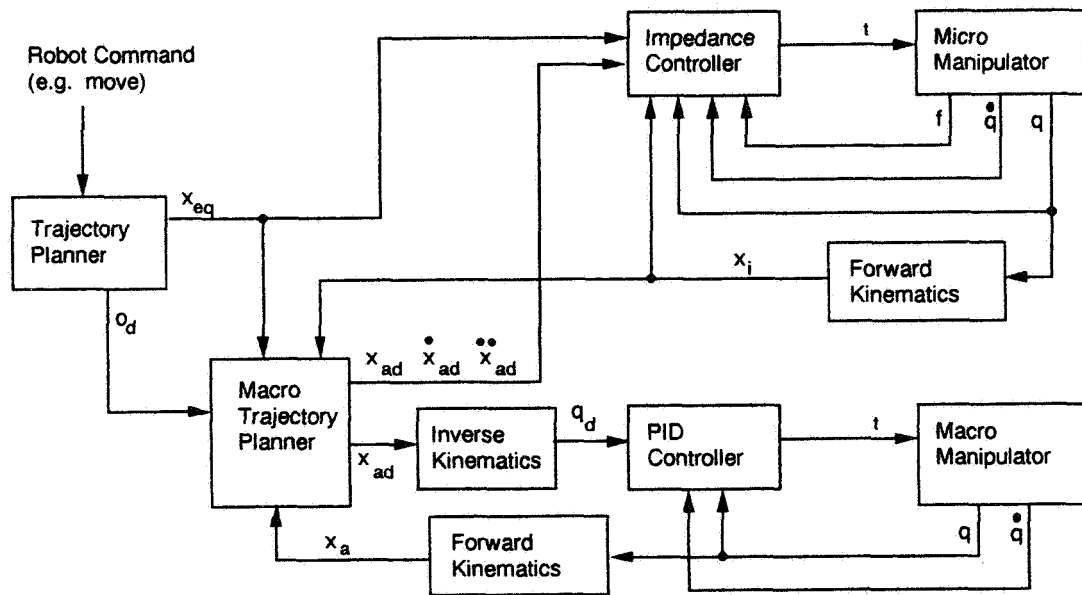 Robot Command
(e.g. move)
Impedance
Controller
t
Micro
Manipulator
f
q̇
q
x_eq
Trajectory
Planner
x_i
Forward
Kinematics
o_d
x_ad ẋ_ad ẍ_ad
Macro
Trajectory
Planner
x_ad
Inverse
Kinematics
q_d
PID
Controller
t
Macro
Manipulator
q
q̇
x_a
Forward
Kinematics